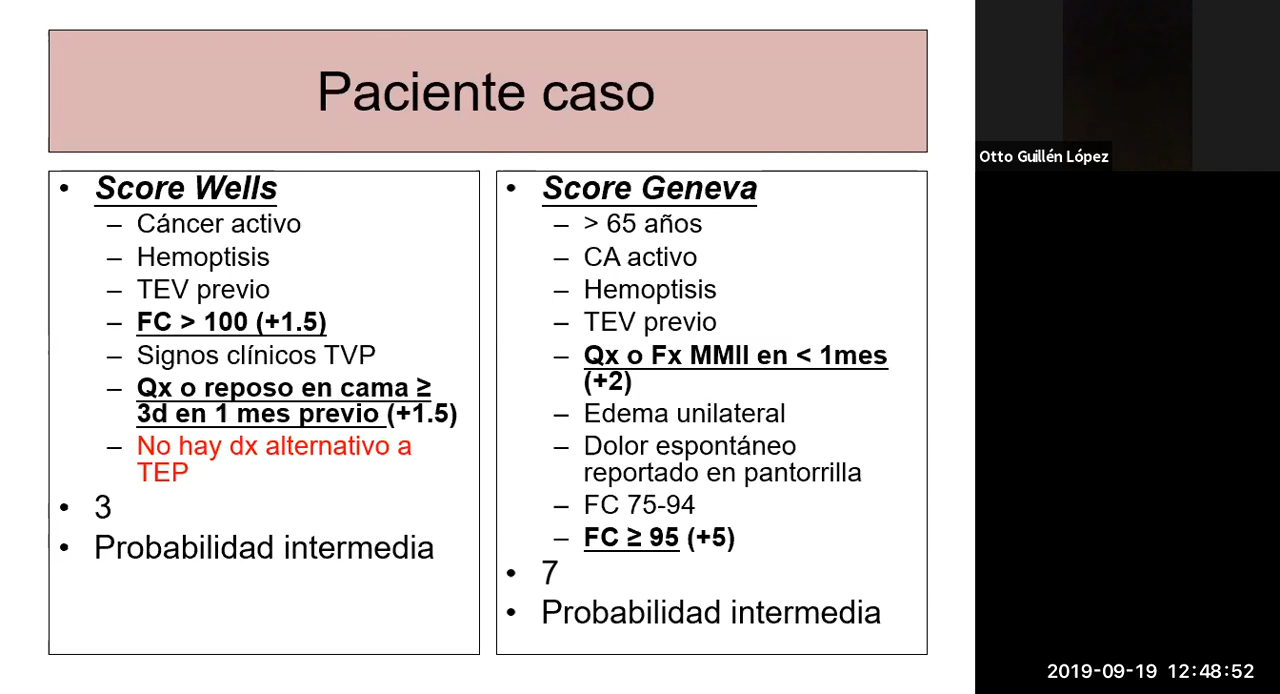 Paciente caso
• Score Wells
– Cáncer activo
– Hemoptisis
– TEV previo
– FC > 100 (+1.5)
– Signos clínicos TVP
– Qx o reposo en cama ≥
3d en 1 mes previo (+1.5)
– No hay dx alternativo a
TEP
• 3
• Probabilidad intermedia
• Score Geneva
– > 65 años
– CA activo
– Hemoptisis
– TEV previo
– Qx o Fx MMII en < 1mes
(+2)
– Edema unilateral
– Dolor espontáneo
reportado en pantorrilla
– FC 75-94
– FC ≥ 95 (+5)
• 7
• Probabilidad intermedia
Otto Guillén López
2019-09-19 12:48:52